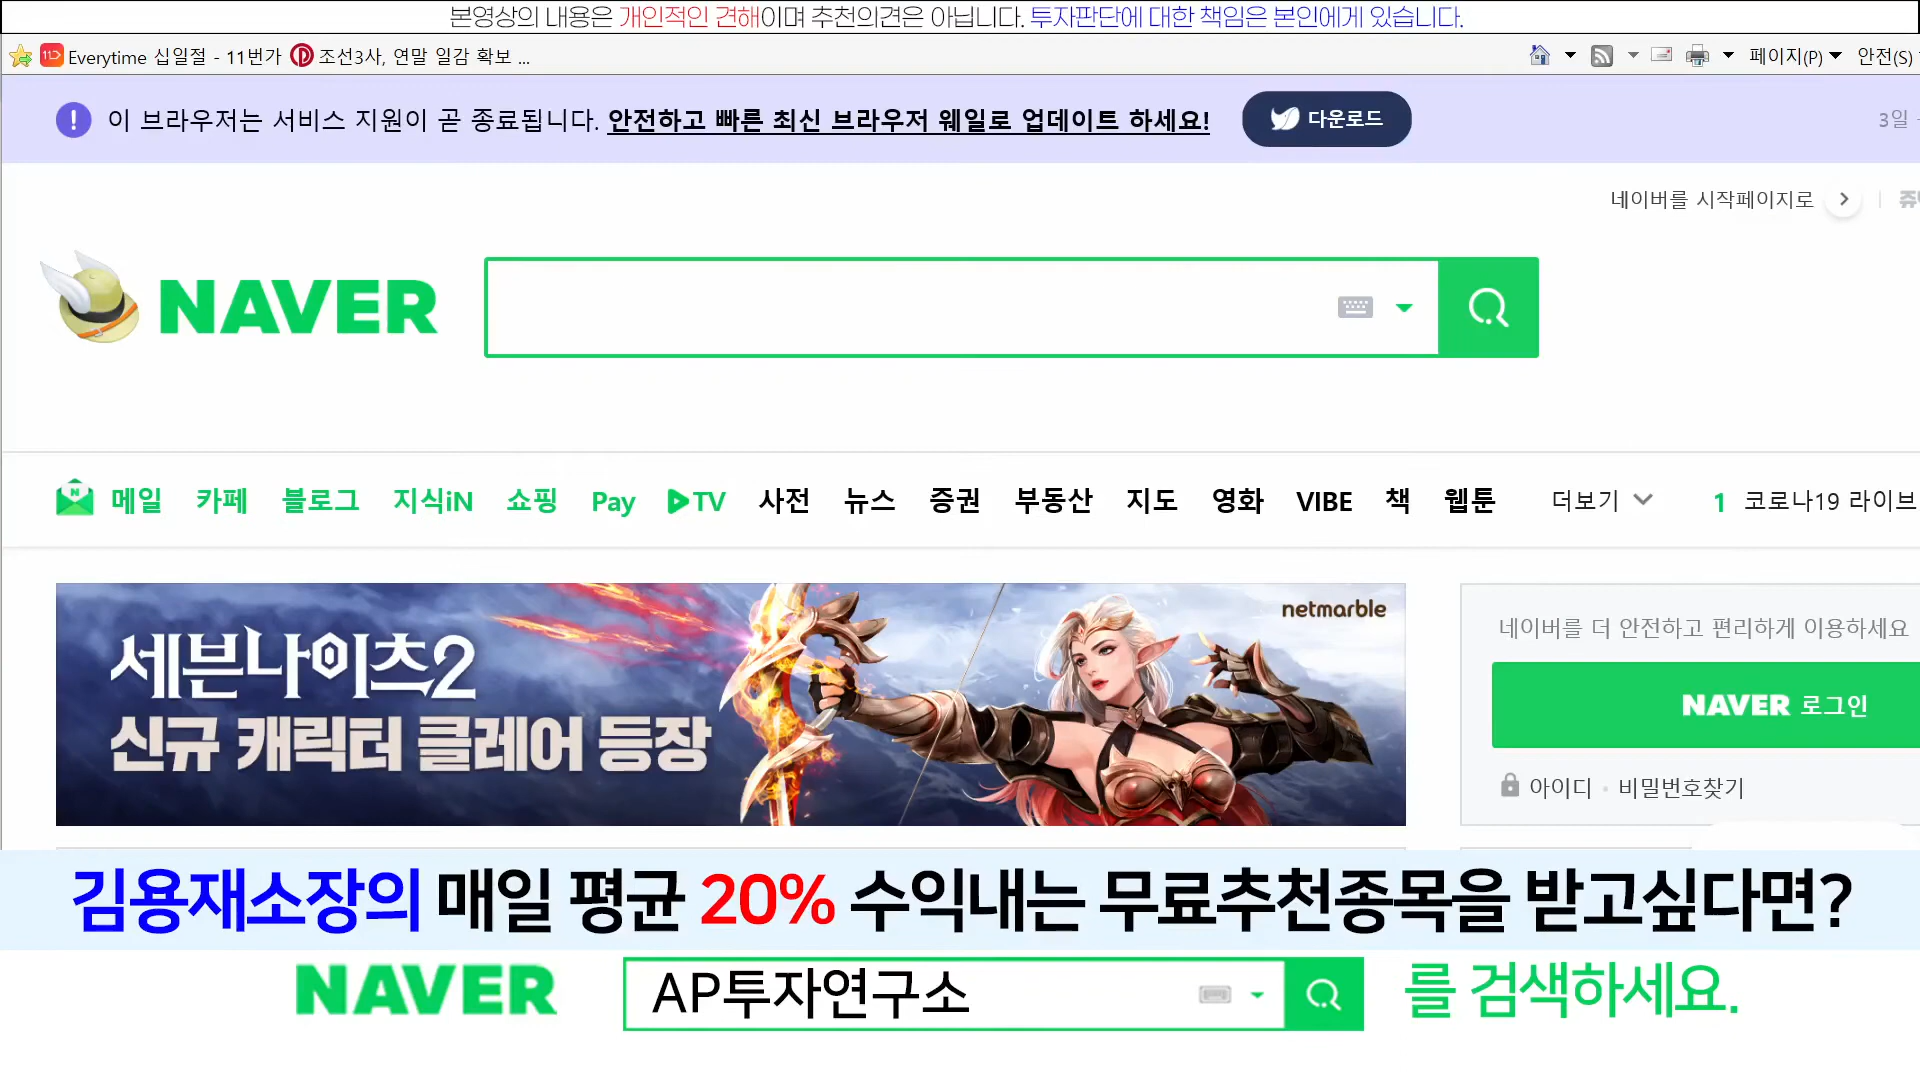 본영상의 내용은 개인적인 견해이며 추천의견은 아닙니다. 투자판단에 대한 책임은 본인에게 있습니다.
11 Everytime 십일절 - 11번가 조선3사, 연말 일감 확보 ... 페이지(P) 안전(S)
이 브라우저는 서비스 지원이 곧 종료됩니다. 안전하고 빠른 최신 브라우저 웨일로 업데이트 하세요! 다운로드 3일
네이버를 시작페이지로 쥬
NAVER
메일 카페 블로그 지식iN 쇼핑 Pay TV 사전 뉴스 증권 부동산 지도 영화 VIBE 책 웹툰 더보기 1 코로나19 라이브
netmarble
세븐나이츠2
신규 캐릭터 클레어 등장
네이버를 더 안전하고 편리하게 이용하세요
NAVER 로그인
아이디 · 비밀번호찾기
김용재소장의 매일 평균 20% 수익내는 무료추천종목을 받고싶다면?
NAVER AP투자연구소 를 검색하세요.